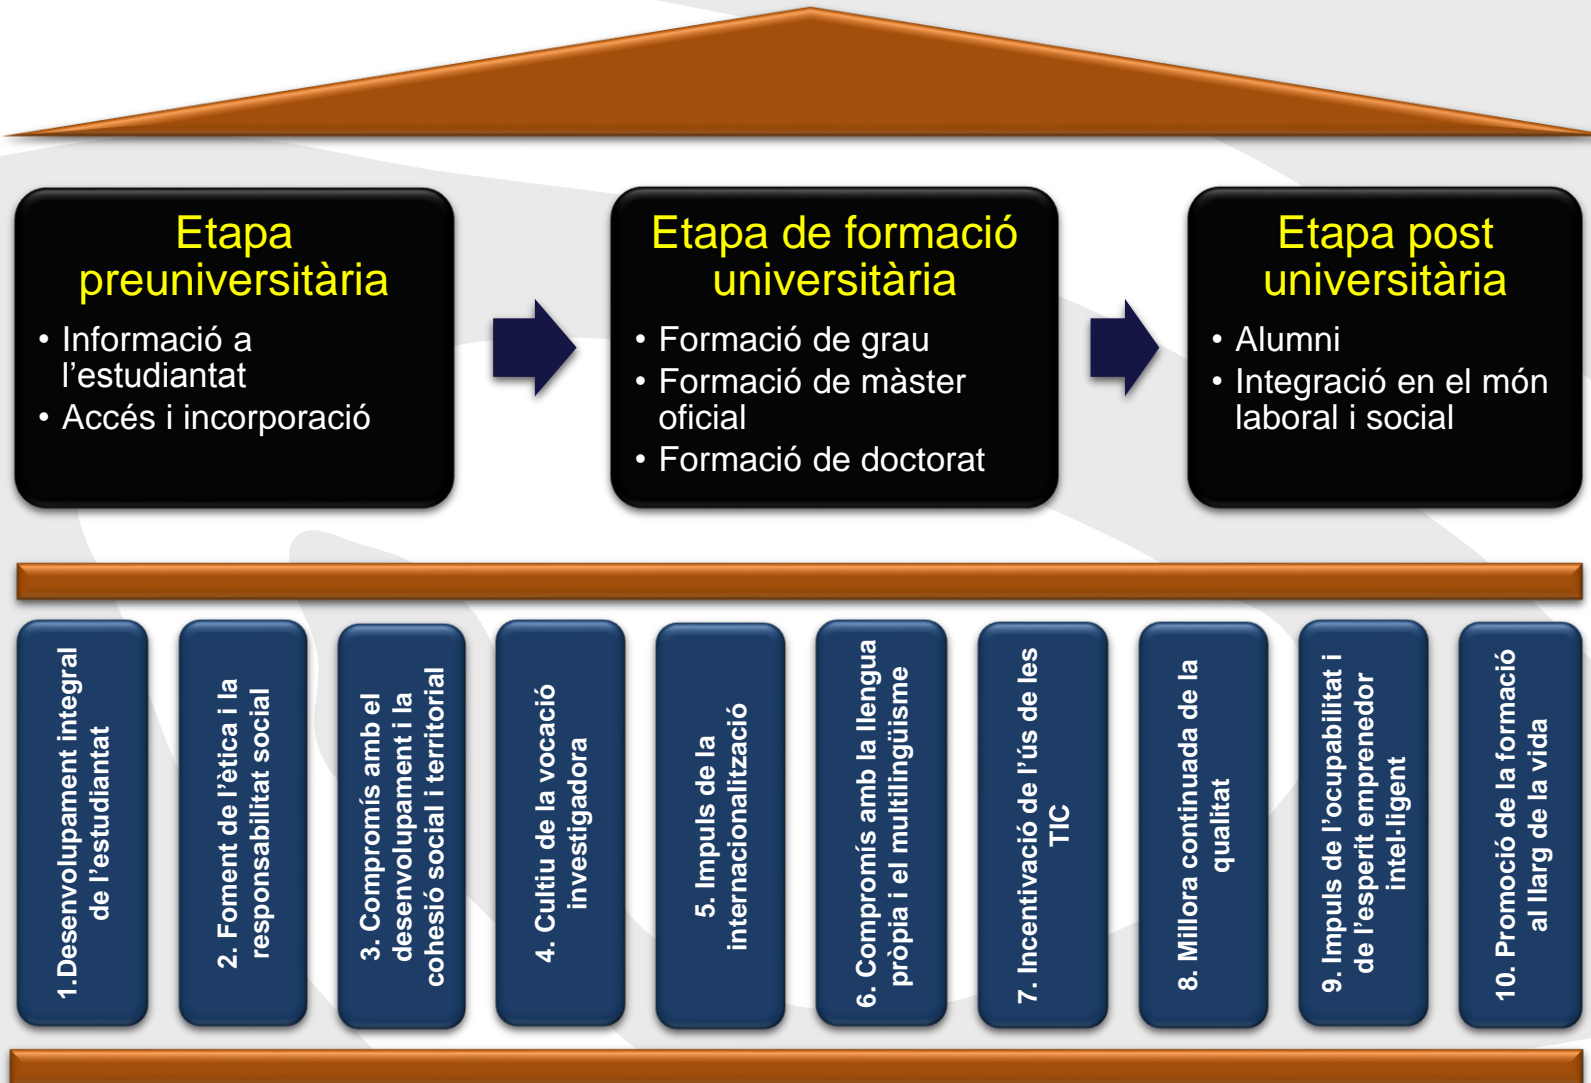 Etapa
preuniversitària
• Informació a
l’estudiantat
• Accés i incorporació
Etapa de formació
universitària
• Formació de grau
• Formació de màster
oficial
• Formació de doctorat
Etapa post
universitària
• Alumni
• Integració en el món
laboral i social
1.Desenvolupament integral
de l’estudiantat
2. Foment de l’ètica i la
responsabilitat social
3. Compromís amb el
desenvolupament i la
cohesió social i territorial
4. Cultiu de la vocació
investigadora
5. Impuls de la
internacionalització
6. Compromís amb la llengua
pròpia i el multilingüisme
7. Incentivació de l’ús de les
TIC
8. Millora continuada de la
qualitat
9. Impuls de l’ocupabilitat i
de l’esperit emprenedor
intel·ligent
10. Promoció de la formació
al llarg de la vida